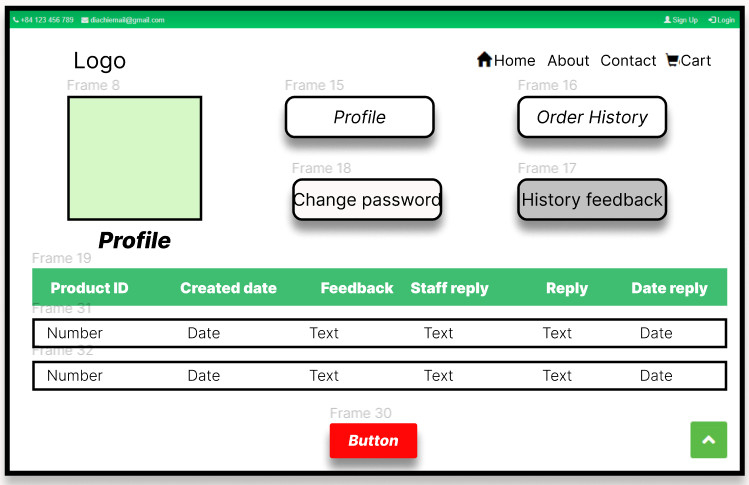 +84 123 456 789 diachiemail@gmail.com Sign Up Login
Logo Home About Contact Cart
Frame 8 Frame 15 Frame 16
Profile Order History
Frame 18 Frame 17
Change password History feedback
Profile
Frame 19
Product ID Created date Feedback Staff reply Reply Date reply
Frame 31
Number Date Text Text Text Date
Frame 32
Number Date Text Text Text Date
Frame 30
Button